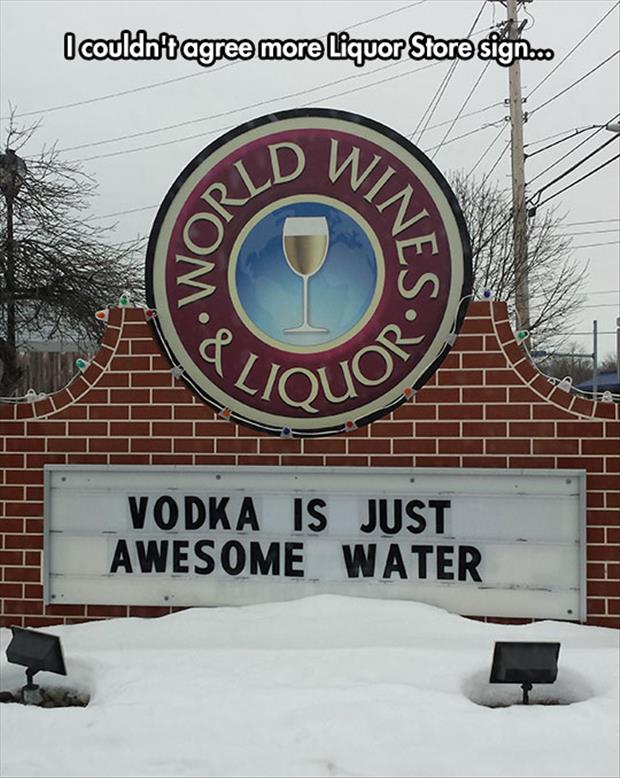 I couldn't agree more Liquor Store sign...
WORLD WINES
& LIQUOR
VODKA IS JUST
AWESOME WATER